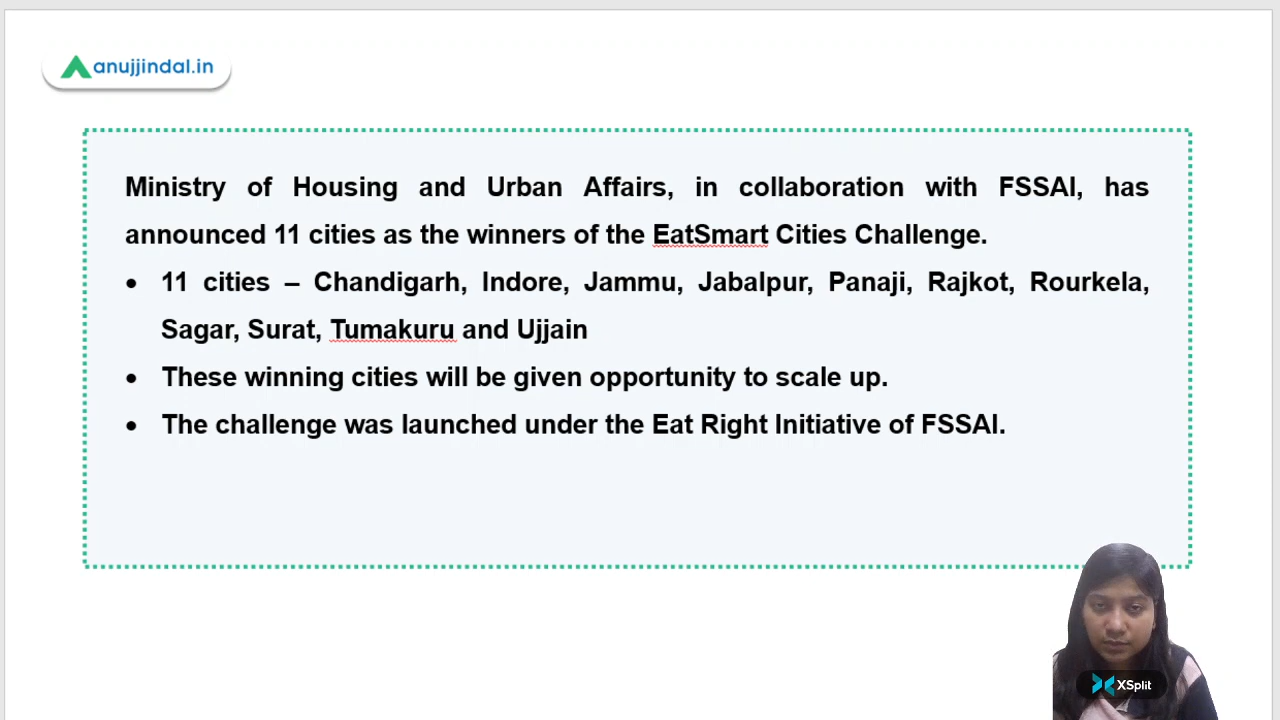 anujjindal.in
Ministry of Housing and Urban Affairs, in collaboration with FSSAI, has
announced 11 cities as the winners of the EatSmart Cities Challenge.
• 11 cities – Chandigarh, Indore, Jammu, Jabalpur, Panaji, Rajkot, Rourkela,
Sagar, Surat, Tumakuru and Ujjain
• These winning cities will be given opportunity to scale up.
• The challenge was launched under the Eat Right Initiative of FSSAI.
XSplit